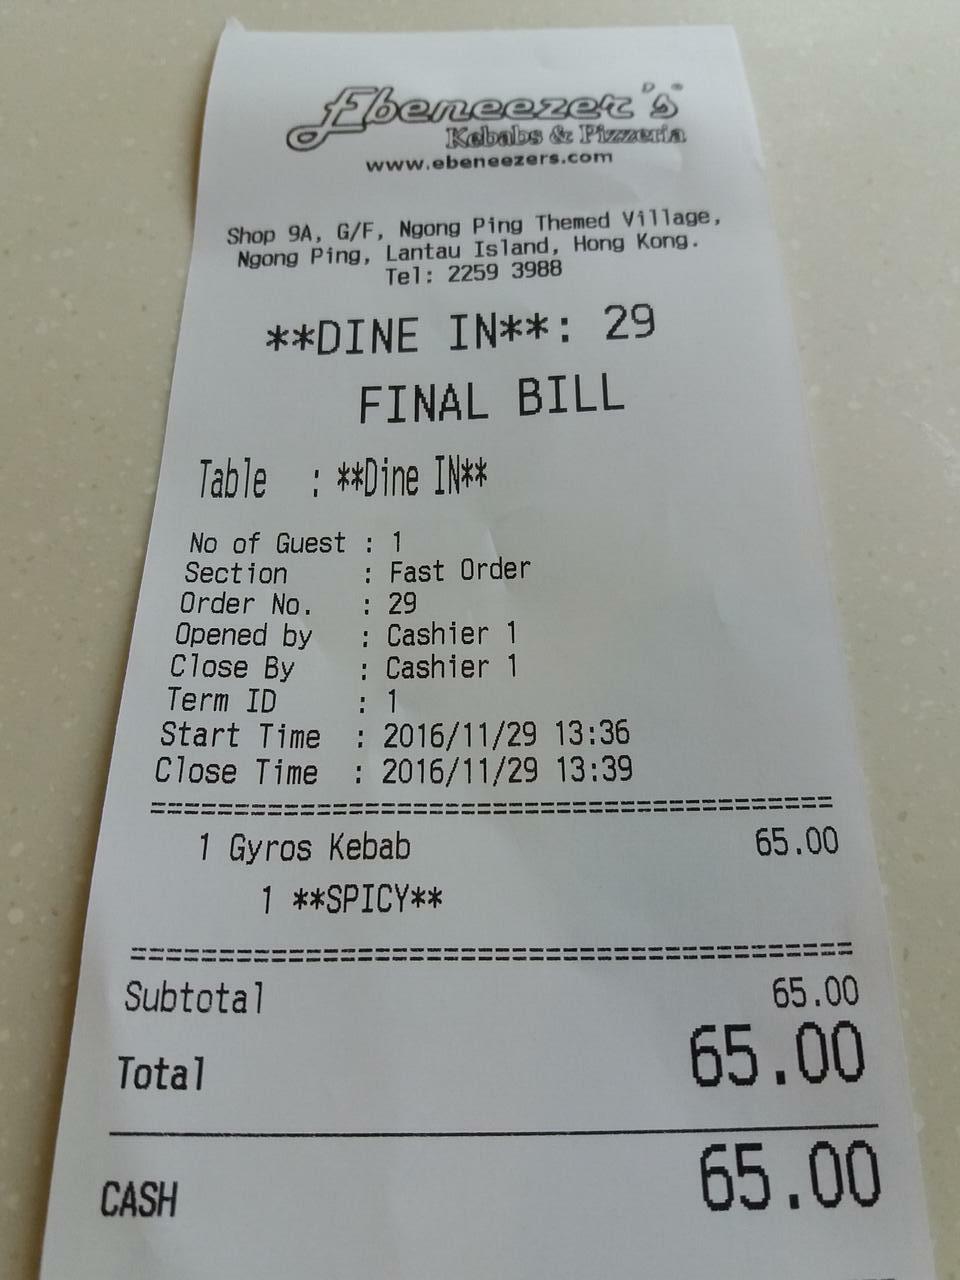 Ebeneezer's
Kebabs & Pizzeria
www.ebeneezers.com
Shop 9A, G/F, Ngong Ping Themed Village,
Ngong Ping, Lantau Island, Hong Kong.
Tel: 2259 3988
**DINE IN**: 29
FINAL BILL
Table : **Dine IN**
No of Guest : 1
Section : Fast Order
Order No. : 29
Opened by : Cashier 1
Close By : Cashier 1
Term ID : 1
Start Time : 2016/11/29 13:36
Close Time : 2016/11/29 13:39
1 Gyros Kebab 65.00
1 **SPICY**
Subtotal 65.00
Total 65.00
CASH 65.00